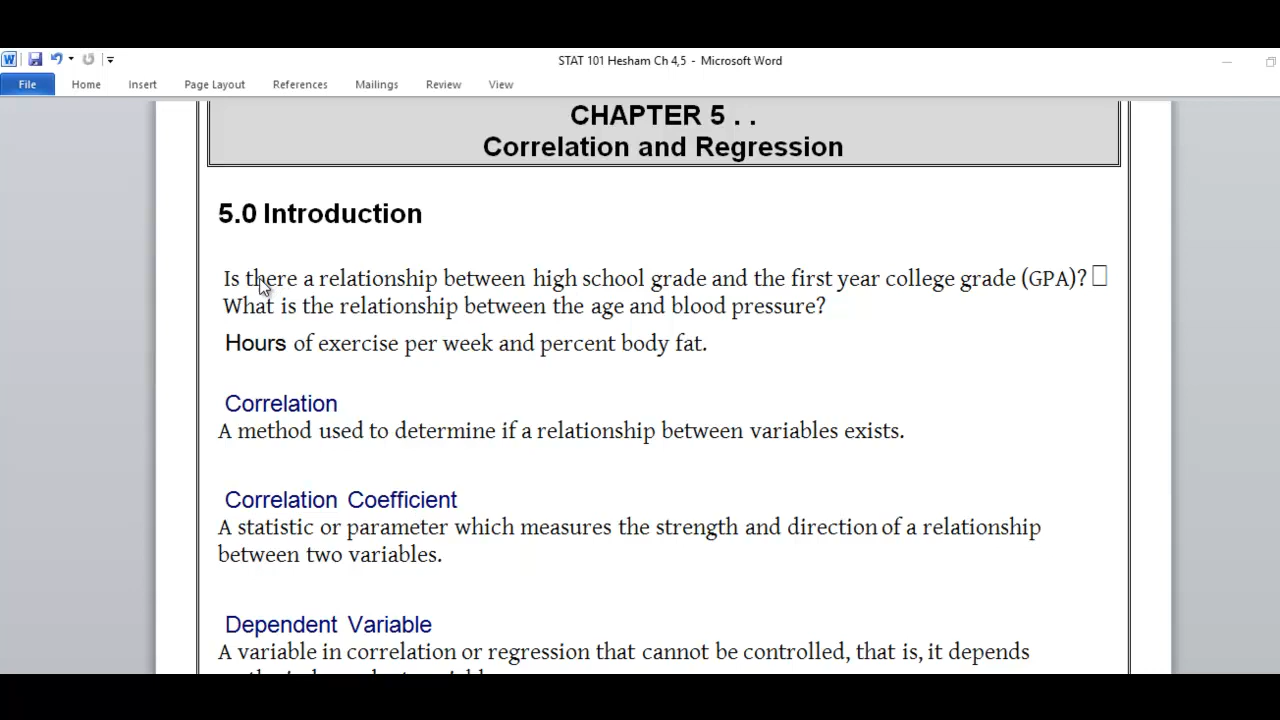 STAT 101 Hesham Ch 4,5 - Microsoft Word
File Home Insert Page Layout References Mailings Review View
CHAPTER 5 . .
Correlation and Regression
5.0 Introduction
Is there a relationship between high school grade and the first year college grade (GPA)?
What is the relationship between the age and blood pressure?
Hours of exercise per week and percent body fat.
Correlation
A method used to determine if a relationship between variables exists.
Correlation Coefficient
A statistic or parameter which measures the strength and direction of a relationship
between two variables.
Dependent Variable
A variable in correlation or regression that cannot be controlled, that is, it depends